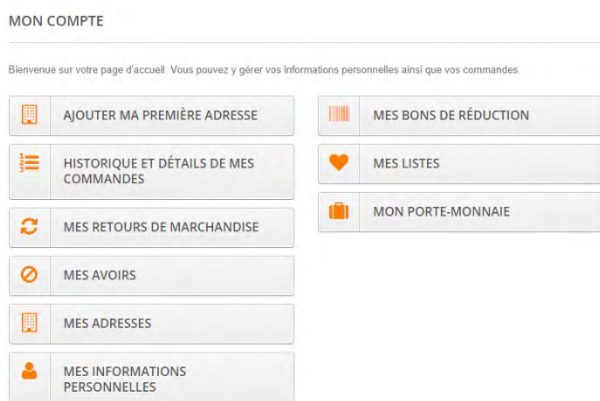 MON COMPTE
Bienvenue sur votre page d'accueil. Vous pouvez y gérer vos informations personnelles ainsi que vos commandes.
AJOUTER MA PREMIÈRE ADRESSE
HISTORIQUE ET DÉTAILS DE MES
COMMANDES
MES RETOURS DE MARCHANDISE
MES AVOIRS
MES ADRESSES
MES INFORMATIONS
PERSONNELLES
MES BONS DE RÉDUCTION
MES LISTES
MON PORTE-MONNAIE